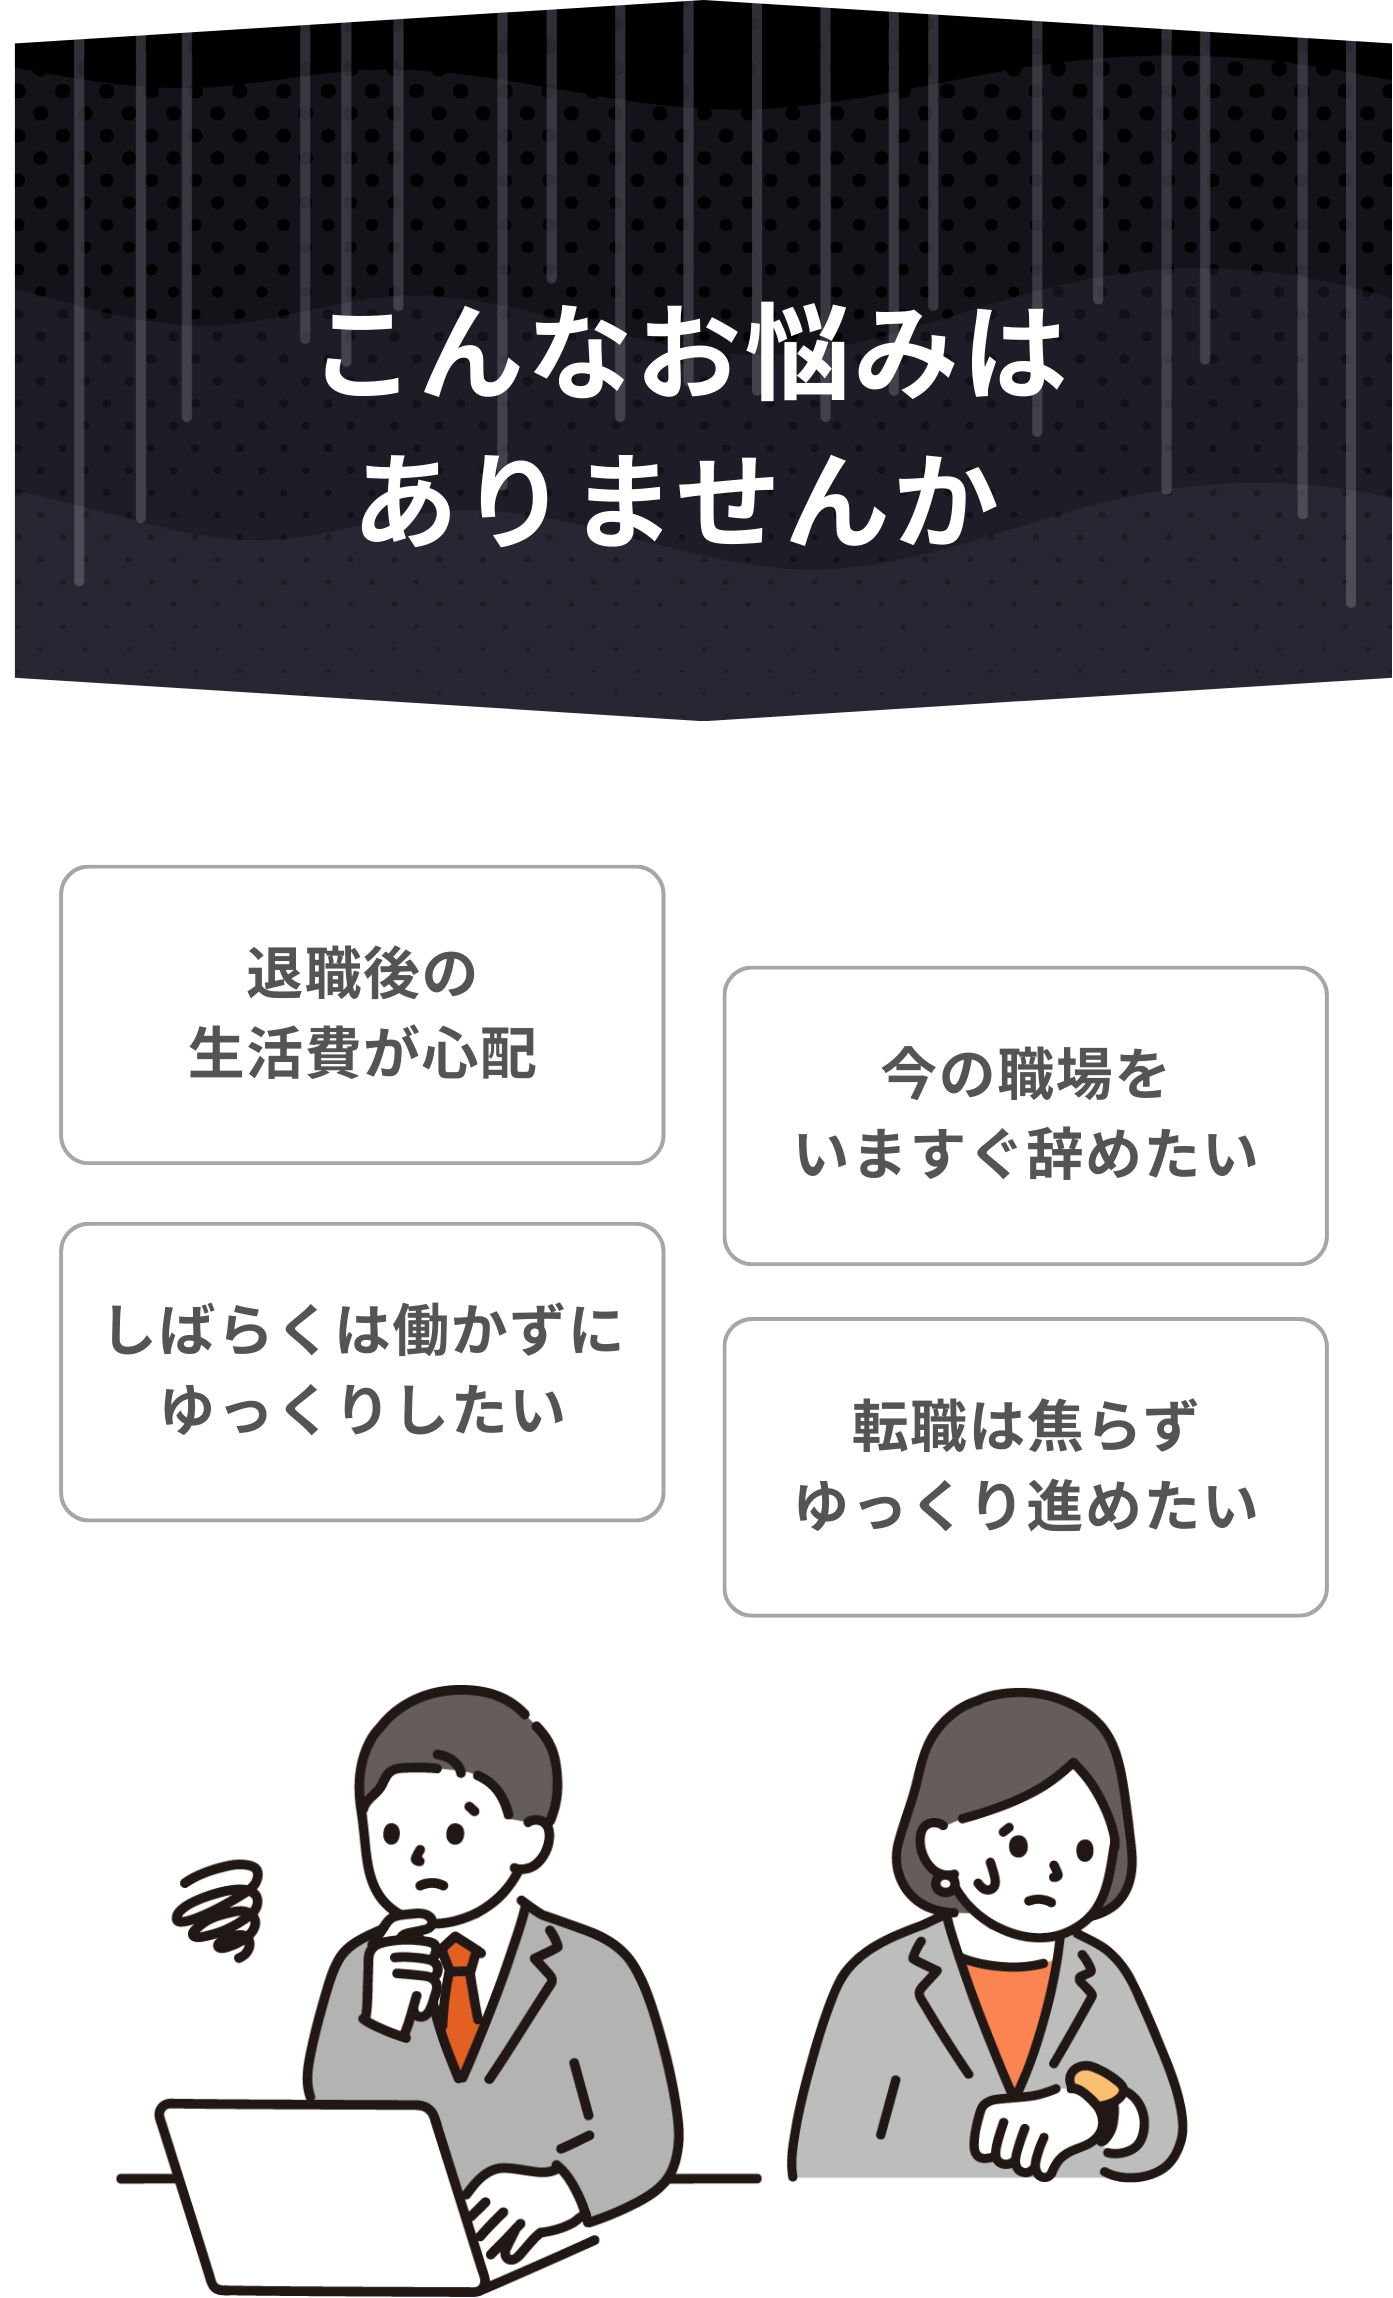 こんなお悩みは
ありませんか
退職後の
生活費が心配
今の職場を
いますぐ辞めたい
しばらくは働かずに
ゆっくりしたい
転職は焦らず
ゆっくり進めたい